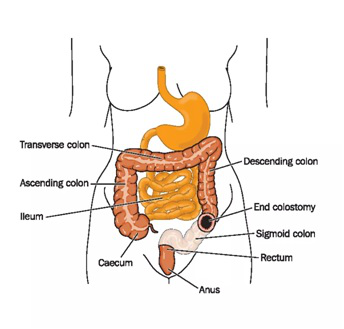 Transverse colon
Descending colon
Ascending colon
End colostomy
Ileum
Sigmoid colon
Rectum
Caecum
Anus